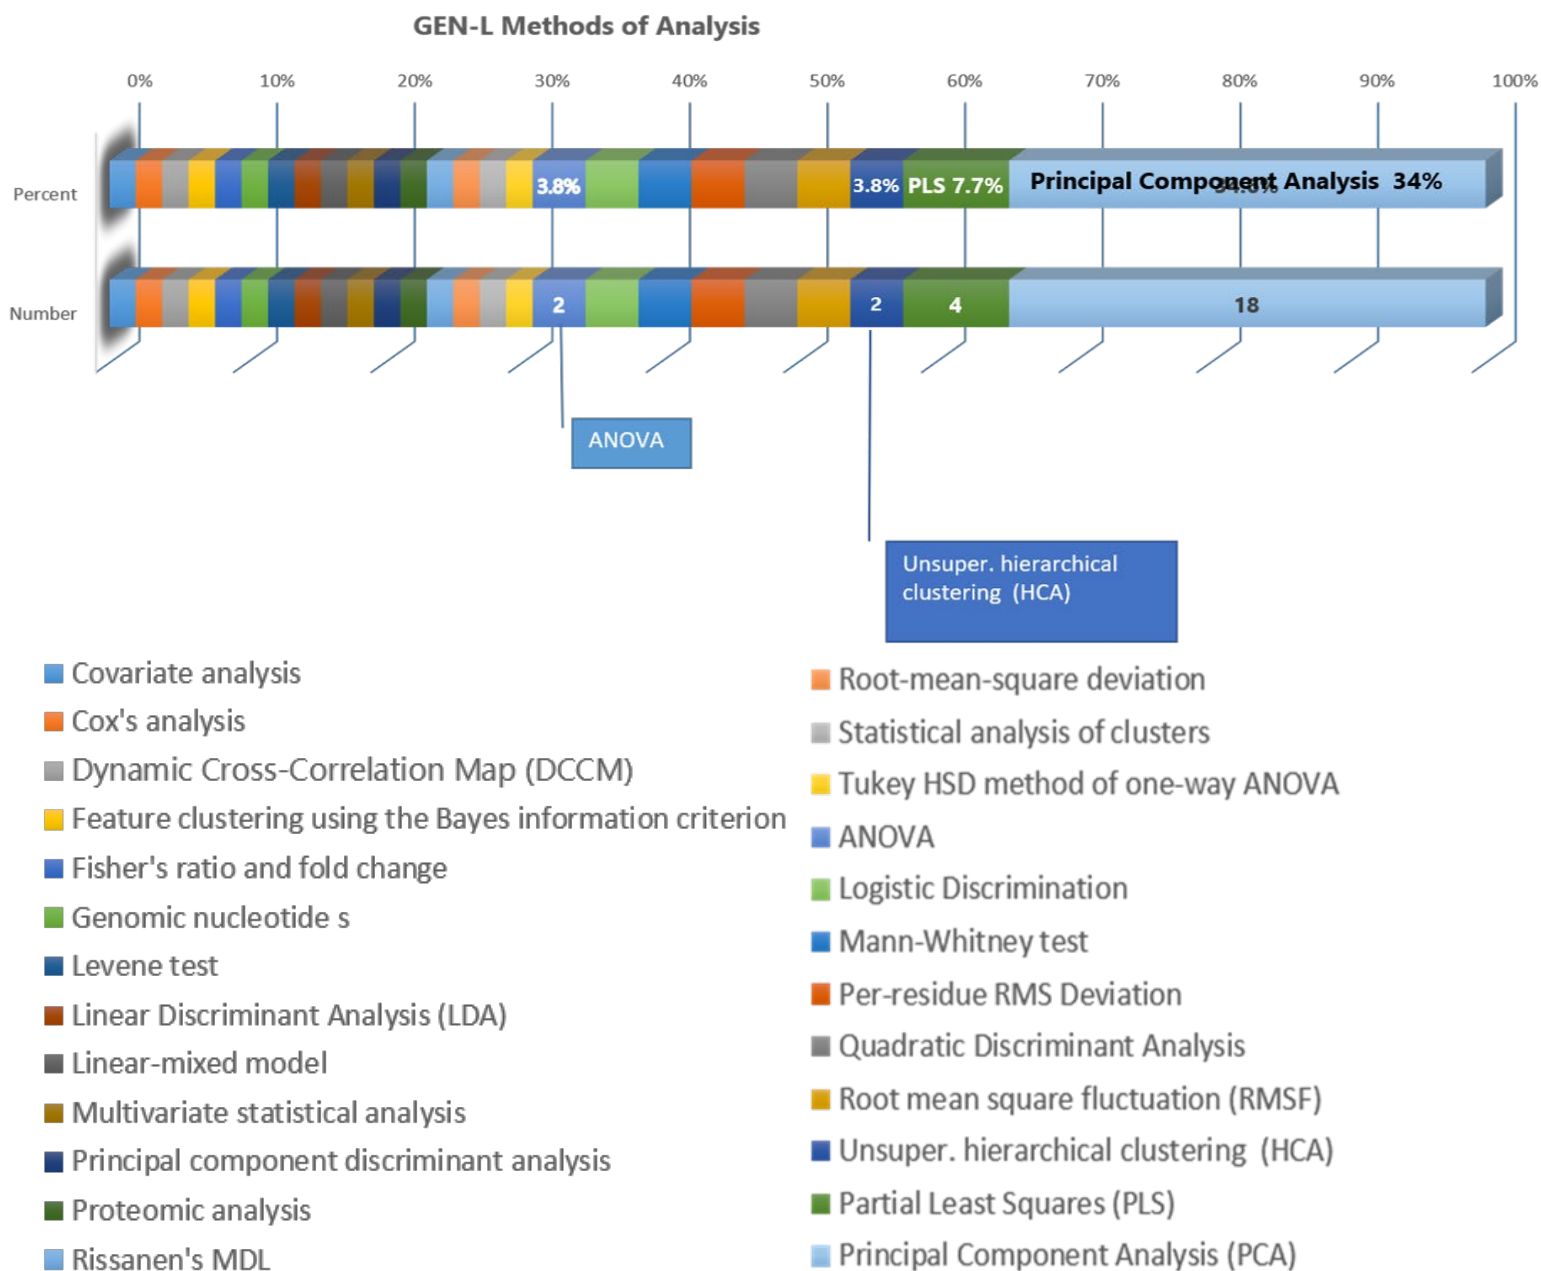 GEN-L Methods of Analysis
0% 10% 20% 30% 40% 50% 60% 70% 80% 90% 100%
Percent 3.8% 3.8% PLS 7.7% Principal Component Analysis 34%
Number 2 2 4 18
ANOVA
Unsuper. hierarchical
clustering (HCA)
Covariate analysis
Cox's analysis
Dynamic Cross-Correlation Map (DCCM)
Feature clustering using the Bayes information criterion
Fisher's ratio and fold change
Genomic nucleotide s
Levene test
Linear Discriminant Analysis (LDA)
Linear-mixed model
Multivariate statistical analysis
Principal component discriminant analysis
Proteomic analysis
Rissanen's MDL
Root-mean-square deviation
Statistical analysis of clusters
Tukey HSD method of one-way ANOVA
ANOVA
Logistic Discrimination
Mann-Whitney test
Per-residue RMS Deviation
Quadratic Discriminant Analysis
Root mean square fluctuation (RMSF)
Unsuper. hierarchical clustering (HCA)
Partial Least Squares (PLS)
Principal Component Analysis (PCA)